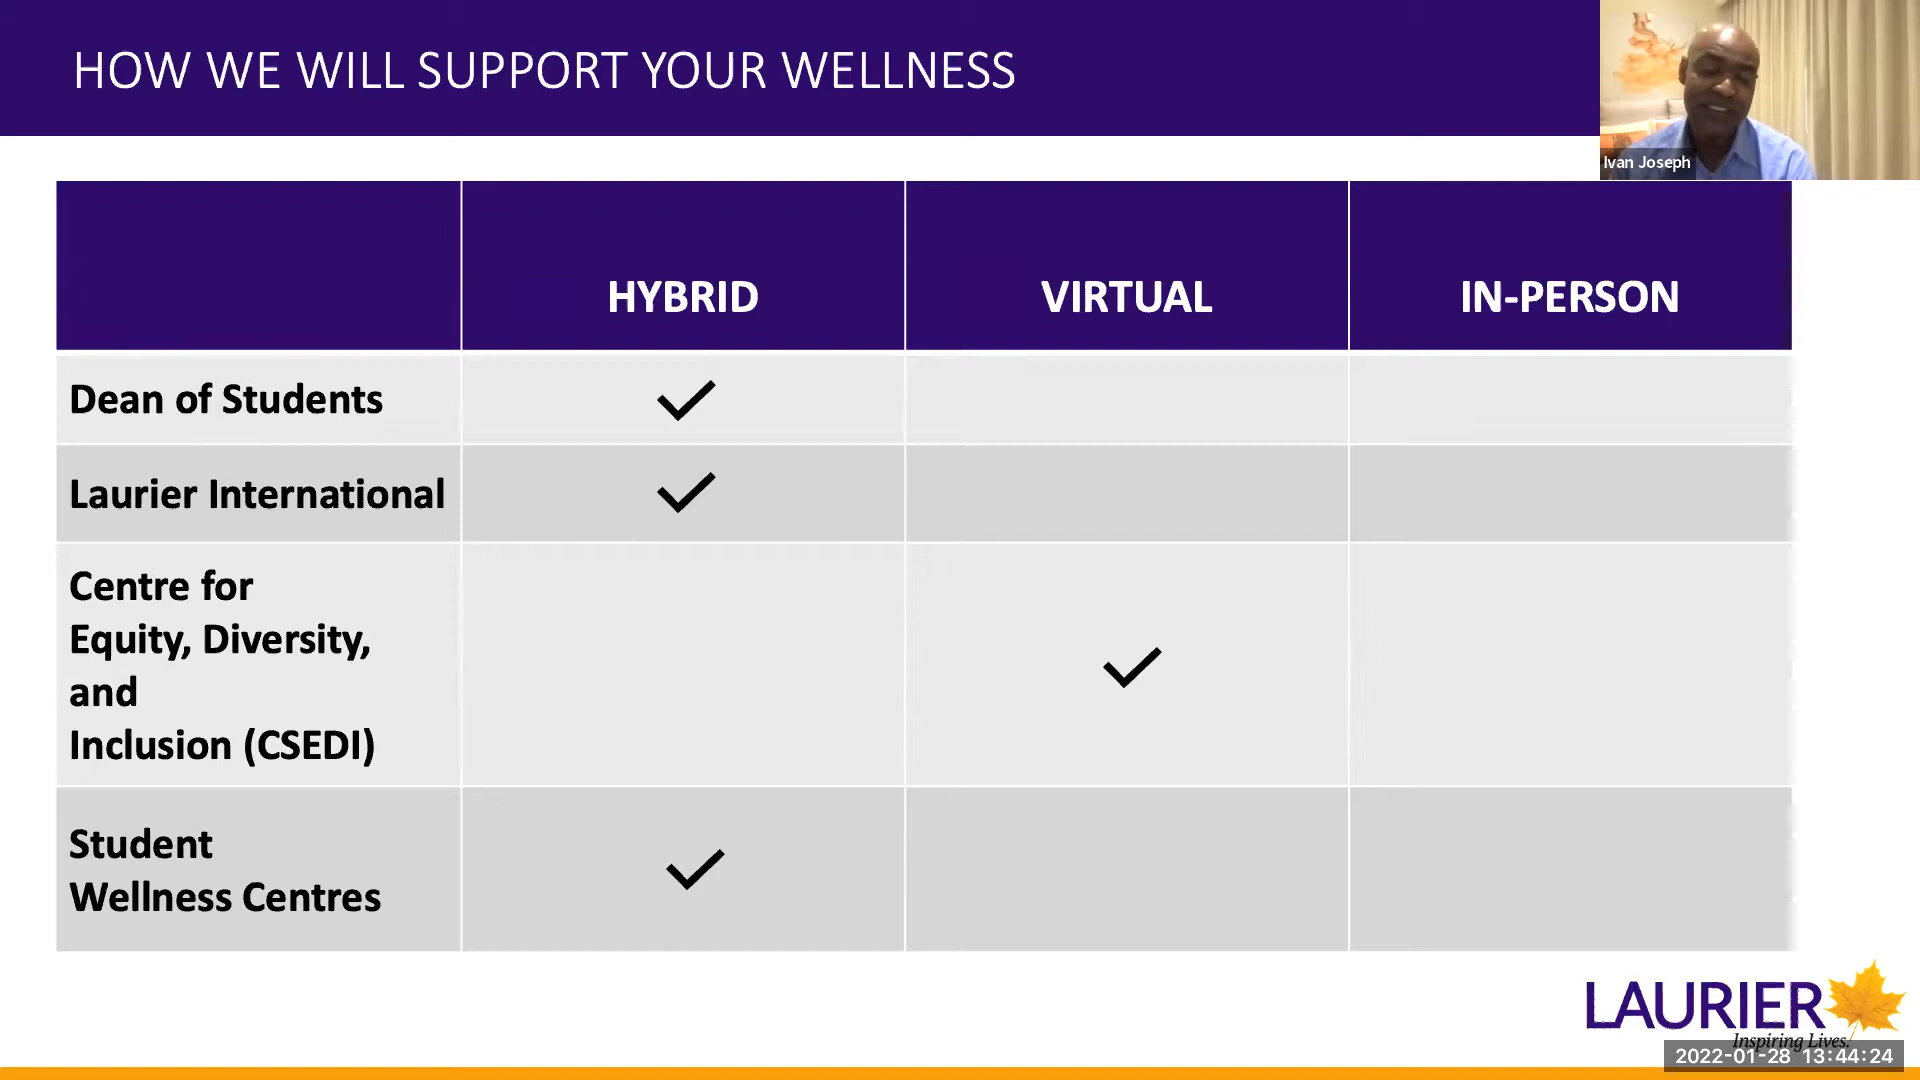 HOW WE WILL SUPPORT YOUR WELLNESS
Ivan Joseph
HYBRID
VIRTUAL
IN-PERSON
Dean of Students
Laurier International
Centre for
Equity, Diversity,
and
Inclusion (CSEDI)
Student
Wellness Centres
LAURIER
Inspiring Lives.
2022-01-28 13:44:24